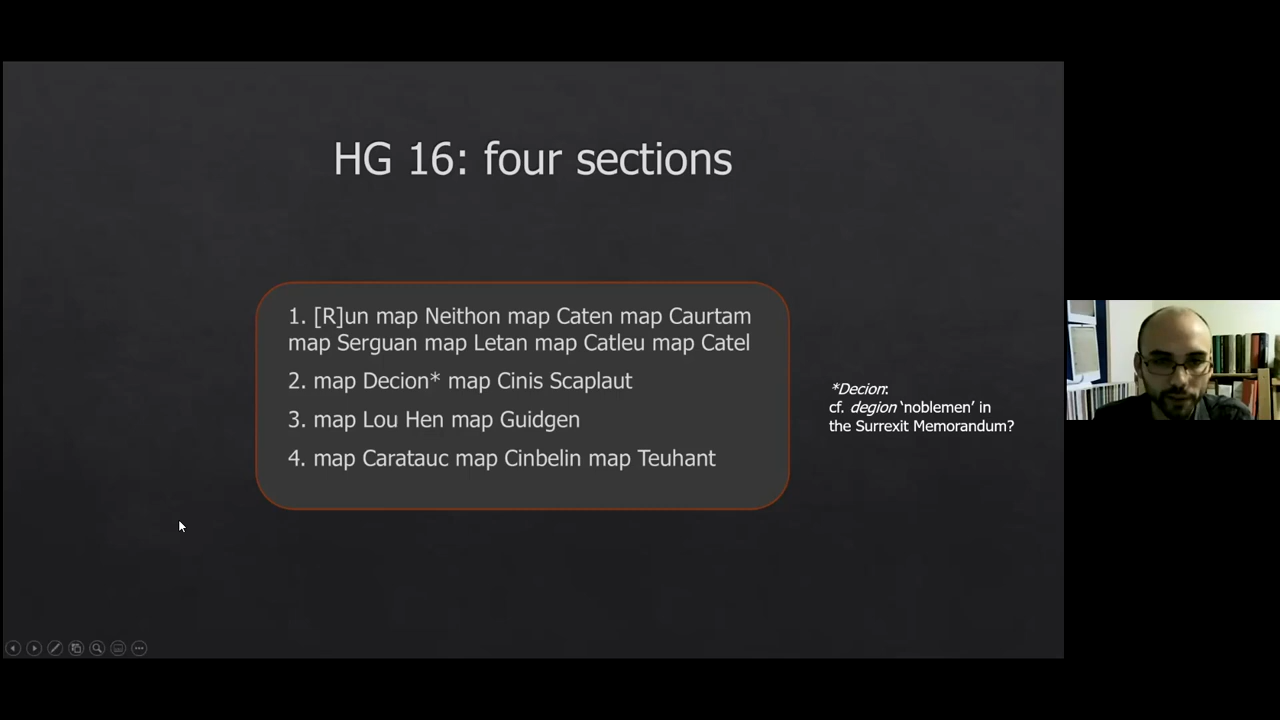 HG 16: four sections
1. [R]un map Neithon map Caten map Caurtam
map Serguan map Letan map Catleu map Catel
2. map Decion* map Cinis Scaplaut
3. map Lou Hen map Guidgen
4. map Caratauc map Cinbelin map Teuhant
*Decion:
cf. degion ‘noblemen’ in
the Surrexit Memorandum?